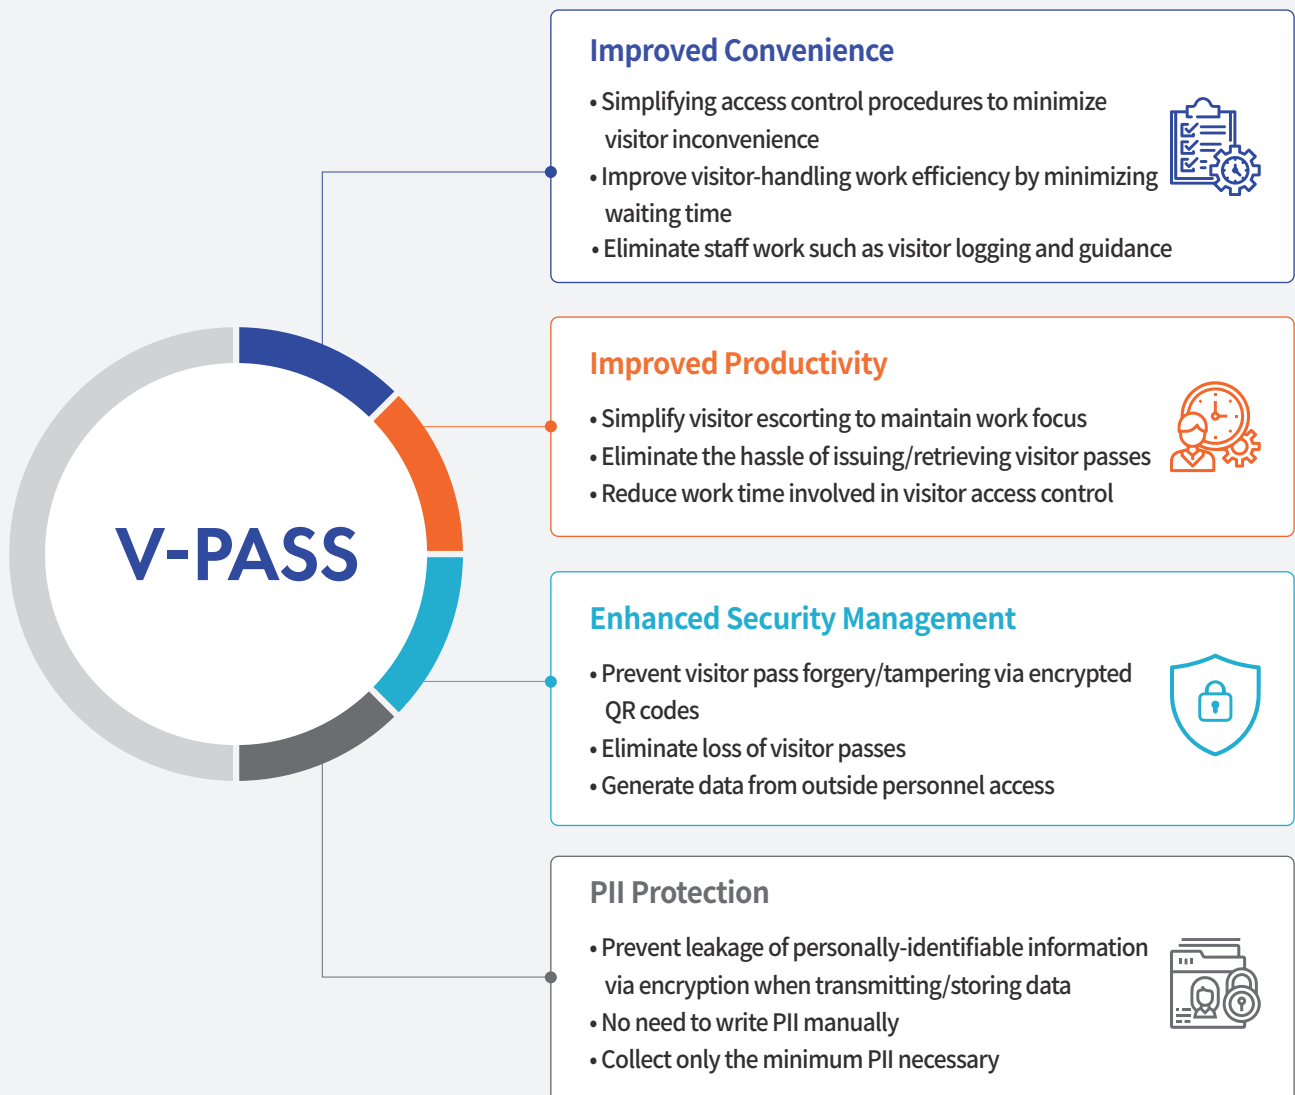 Improved Convenience
• Simplifying access control procedures to minimize
visitor inconvenience
• Improve visitor-handling work efficiency by minimizing
waiting time
• Eliminate staff work such as visitor logging and guidance
Improved Productivity
• Simplify visitor escorting to maintain work focus
• Eliminate the hassle of issuing/retrieving visitor passes
• Reduce work time involved in visitor access control
V-PASS
Enhanced Security Management
• Prevent visitor pass forgery/tampering via encrypted
QR codes
• Eliminate loss of visitor passes
• Generate data from outside personnel access
PII Protection
• Prevent leakage of personally-identifiable information
via encryption when transmitting/storing data
• No need to write PII manually
• Collect only the minimum PII necessary